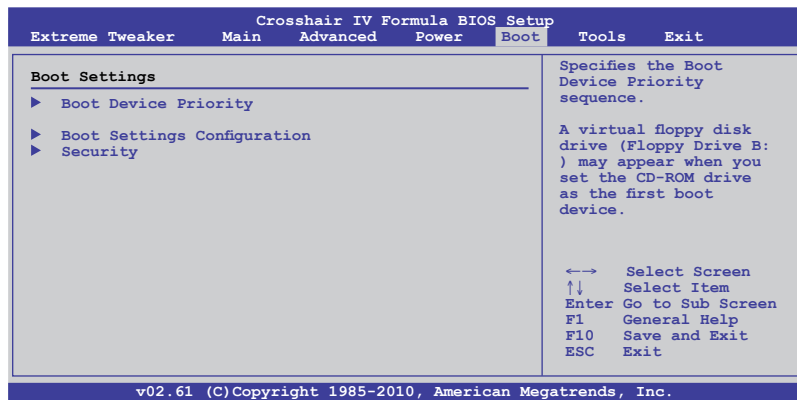 Crosshair IV Formula BIOS Setup
Extreme Tweaker Main Advanced Power Boot Tools Exit
Boot Settings
Boot Device Priority
Boot Settings Configuration
Security
Specifies the Boot
Device Priority
sequence.
A virtual floppy disk
drive (Floppy Drive B:
) may appear when you
set the CD-ROM drive
as the first boot
device.
←→ Select Screen
↑↓ Select Item
Enter Go to Sub Screen
F1 General Help
F10 Save and Exit
ESC Exit
v02.61 (C)Copyright 1985-2010, American Megatrends, Inc.